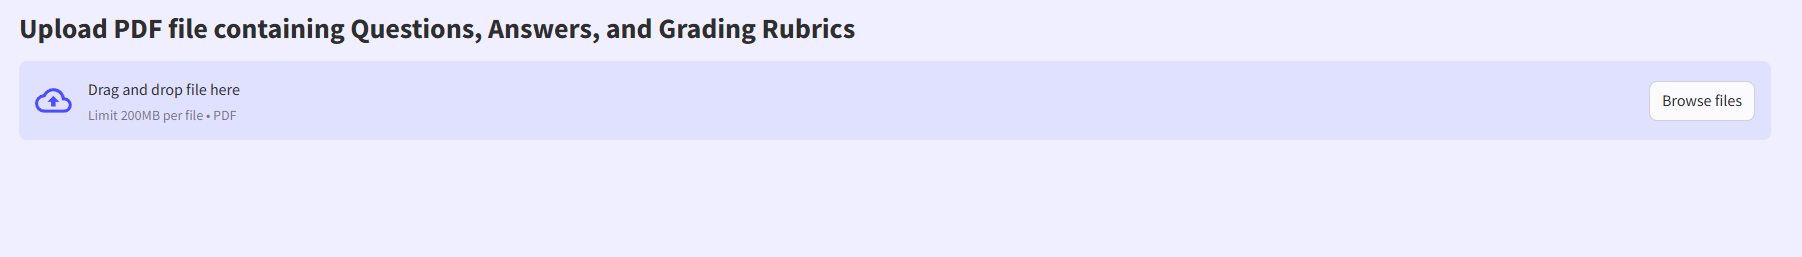 Upload PDF file containing Questions, Answers, and Grading Rubrics
Drag and drop file here
Limit 200MB per file • PDF
Browse files